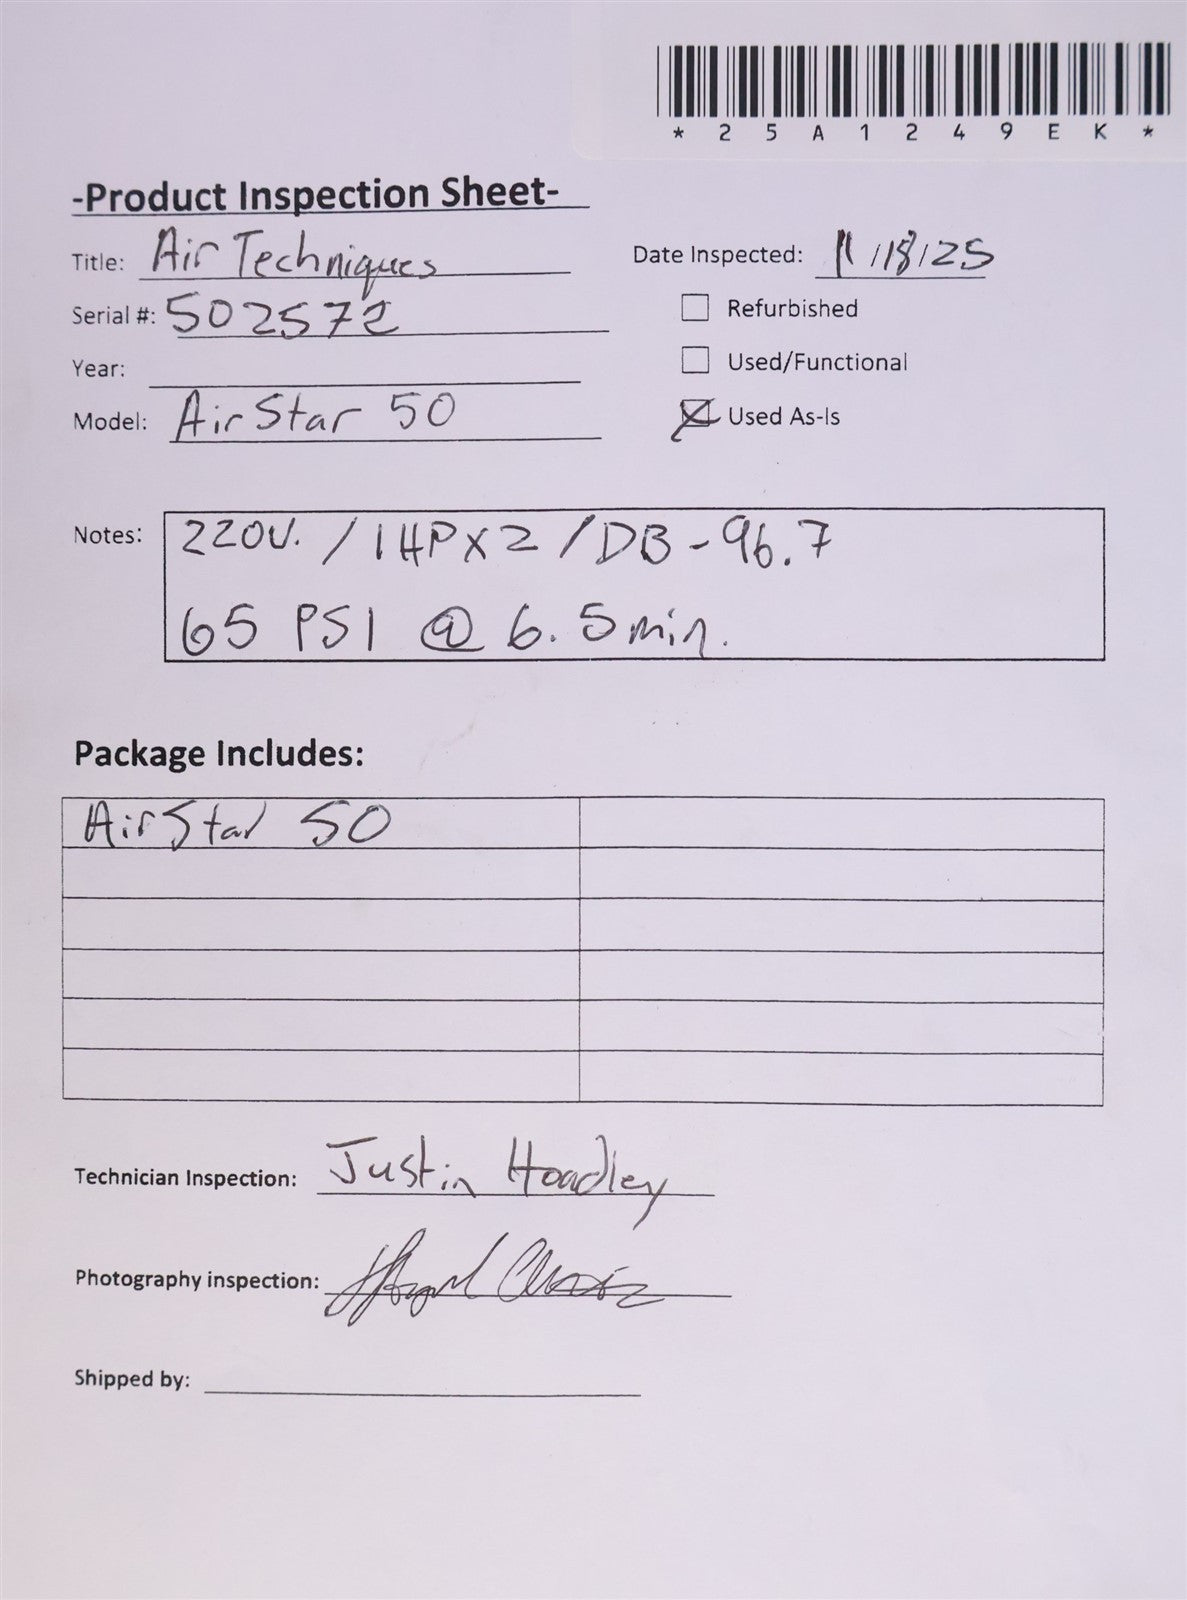 *25A1249EK*
-Product Inspection Sheet-
Title: Air Techniques
Date Inspected: 11/18/25
Serial #: 502572
Refurbished
Year:
Used/Functional
Model: AirStar 50
Used As-Is
Notes: 220V. / 1HPX2 / DB-96.7
65 PSI @ 6.5min.
Package Includes:
AirStar 50
Technician Inspection: Justin Hoadley
Photography inspection:
Shipped by: